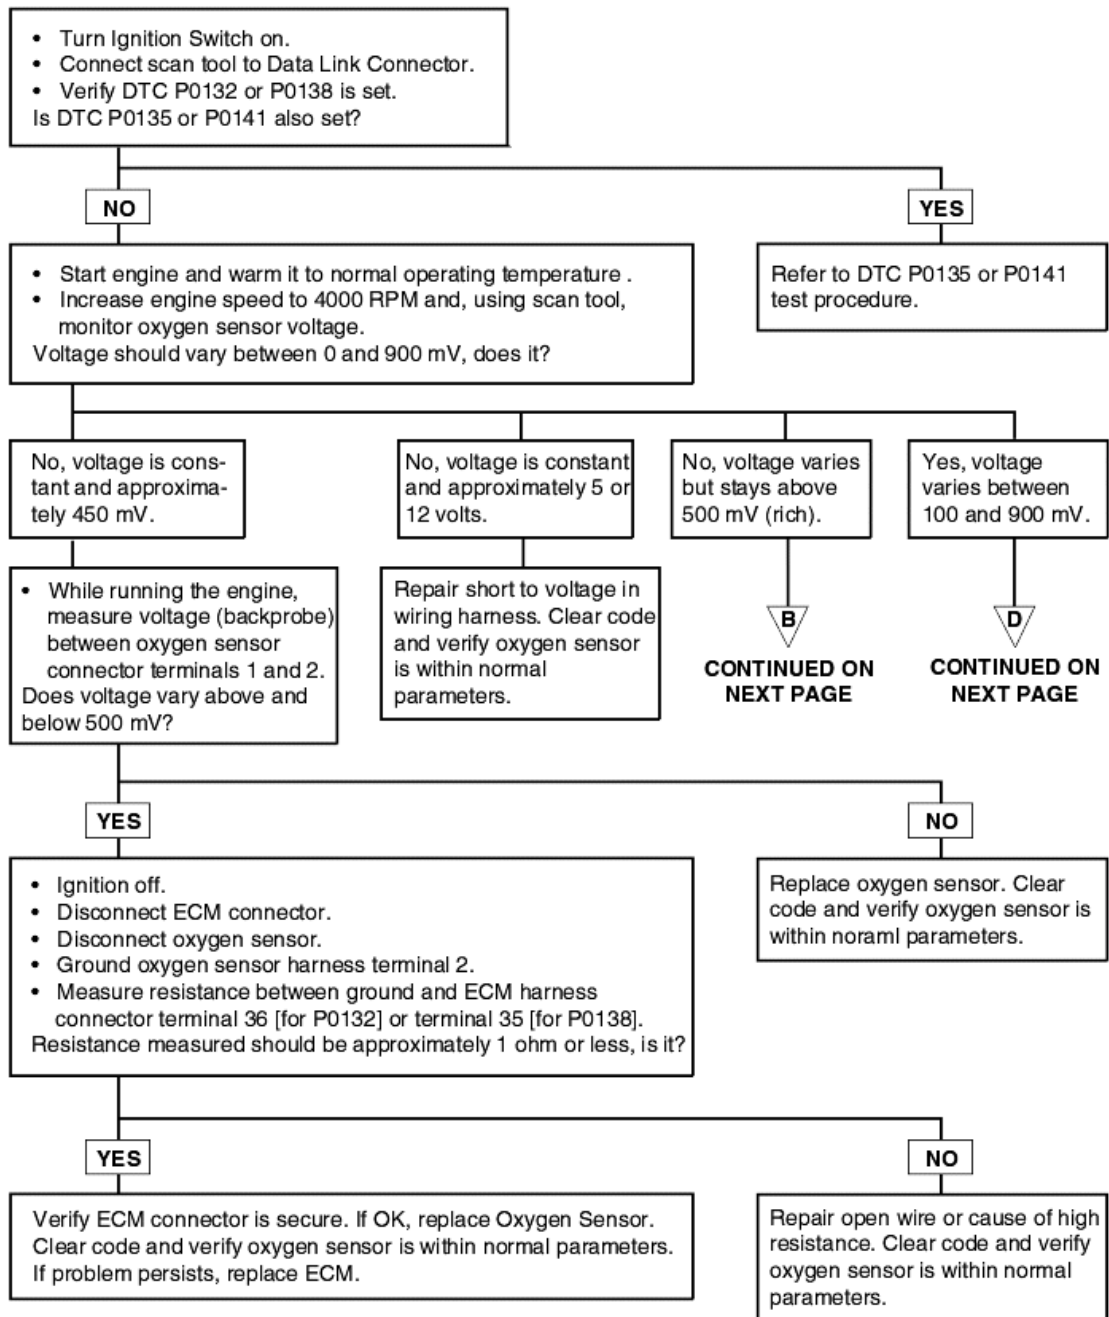 • Turn Ignition Switch on.
• Connect scan tool to Data Link Connector.
• Verify DTC P0132 or P0138 is set.
Is DTC P0135 or P0141 also set?
NO
YES
• Start engine and warm it to normal operating temperature .
• Increase engine speed to 4000 RPM and, using scan tool,
monitor oxygen sensor voltage.
Voltage should vary between 0 and 900 mV, does it?
Refer to DTC P0135 or P0141
test procedure.
No, voltage is cons-
tant and approxima-
tely 450 mV.
No, voltage is constant
and approximately 5 or
12 volts.
No, voltage varies
but stays above
500 mV (rich).
Yes, voltage
varies between
100 and 900 mV.
• While running the engine,
measure voltage (backprobe)
between oxygen sensor
connector terminals 1 and 2.
Does voltage vary above and
below 500 mV?
Repair short to voltage in
wiring harness. Clear code
and verify oxygen sensor
is within normal
parameters.
B
CONTINUED ON
NEXT PAGE
D
CONTINUED ON
NEXT PAGE
YES
NO
• Ignition off.
• Disconnect ECM connector.
• Disconnect oxygen sensor.
• Ground oxygen sensor harness terminal 2.
• Measure resistance between ground and ECM harness
connector terminal 36 [for P0132] or terminal 35 [for P0138].
Resistance measured should be approximately 1 ohm or less, is it?
Replace oxygen sensor. Clear
code and verify oxygen sensor is
within noraml parameters.
YES
NO
Verify ECM connector is secure. If OK, replace Oxygen Sensor.
Clear code and verify oxygen sensor is within normal parameters.
If problem persists, replace ECM.
Repair open wire or cause of high
resistance. Clear code and verify
oxygen sensor is within normal
parameters.